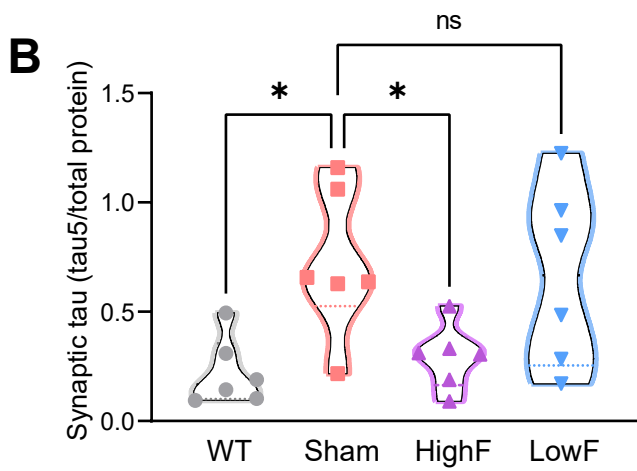 B
ns
* *
Synaptic tau (tau5/total protein)
1.5
1.0
0.5
0.0
WT Sham HighF LowF